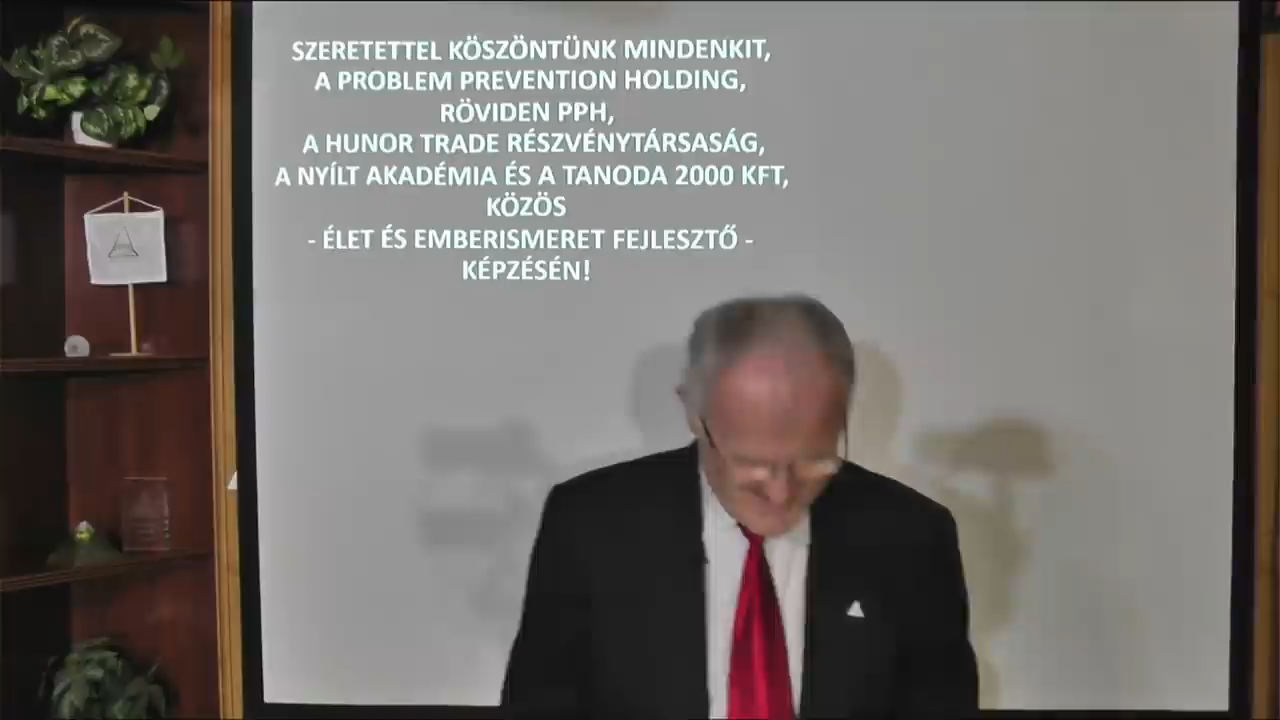 SZERETETTEL KÖSZÖNTÜNK MINDENKIT,
A PROBLEM PREVENTION HOLDING,
RÖVIDEN PPH,
A HUNOR TRADE RÉSZVÉNYTÁRSASÁG,
A NYÍLT AKADÉMIA ÉS A TANODA 2000 KFT,
KÖZÖS
- ÉLET ÉS EMBERISMERET FEJLESZTŐ -
KÉPZÉSÉN!